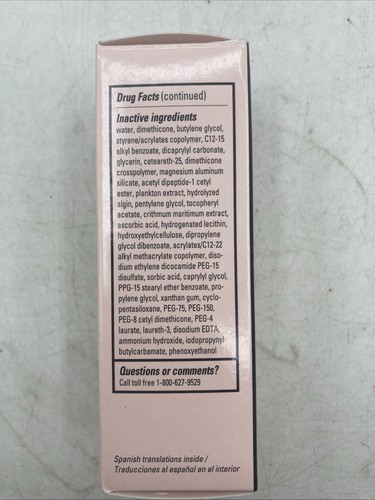 Drug Facts (continued)
Inactive ingredients
water, dimethicone, butylene glycol,
styrene/acrylates copolymer, C12-15
alkyl benzoate, dicaprylyl carbonate,
glycerin, ceteareth-25, dimethicone
crosspolymer, magnesium aluminum
silicate, acetyl dipeptide-1 cetyl
ester, plankton extract, hydrolyzed
algin, pentylene glycol, tocopheryl
acetate, crithmum maritimum extract,
ascorbic acid, hydrogenated lecithin,
hydroxyethylcellulose, dipropylene
glycol dibenzoate, acrylates/C12-22
alkyl methacrylate copolymer, diso-
dium ethylene dicocamide PEG-15
disulfate, sorbic acid, caprylyl glycol,
PPG-15 stearyl ether benzoate, pro-
pylene glycol, xanthan gum, cyclo-
pentasiloxane, PEG-75, PEG-150,
PEG-8 cetyl dimethicone, PEG-4
laurate, laureth-3, disodium EDTA,
ammonium hydroxide, iodopropynyl
butylcarbamate, phenoxyethanol
Questions or comments?
Call toll free 1-800-627-9529
Spanish translations inside /
Traducciones al español en el interior